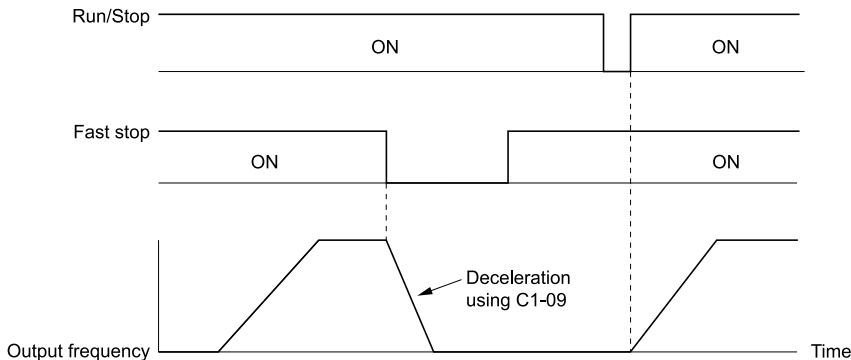 Run/Stop
ON
ON
Fast stop
ON
ON
Deceleration
using C1-09
Output frequency
Time